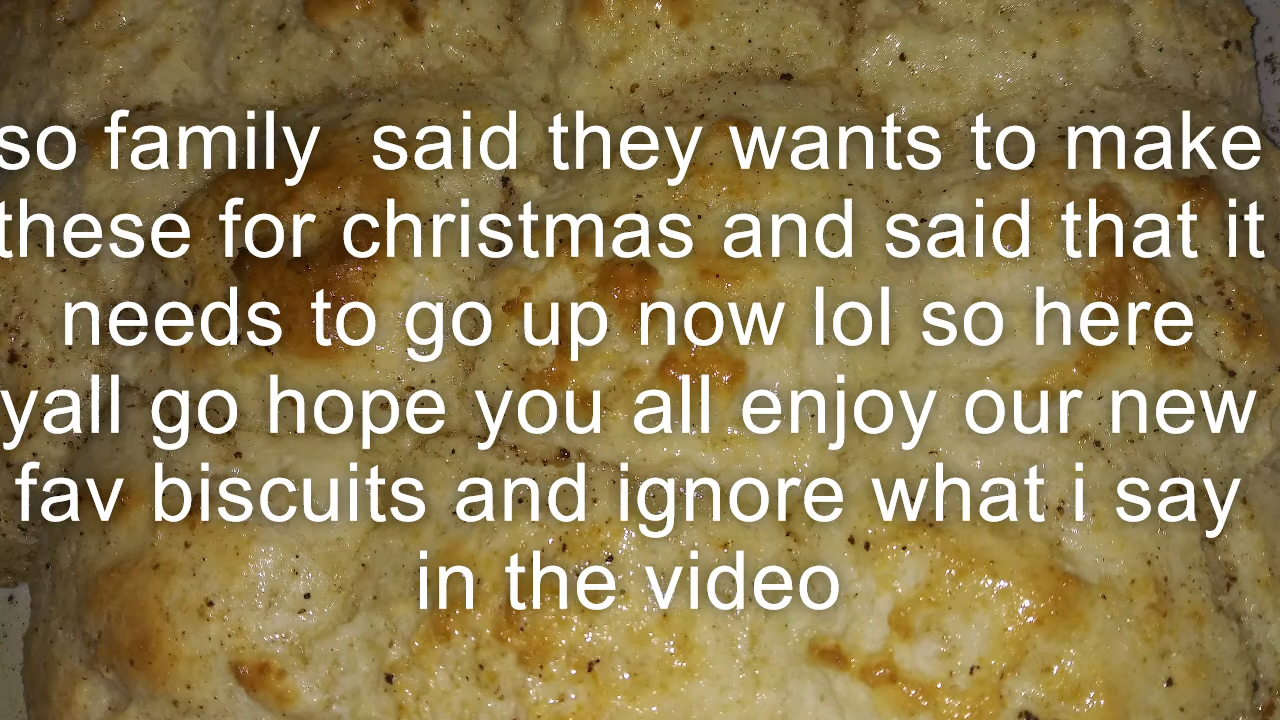 so family  said they wants to make
these for christmas and said that it
needs to go up now lol so here
yall go hope you all enjoy our new
fav biscuits and ignore what i say
in the video